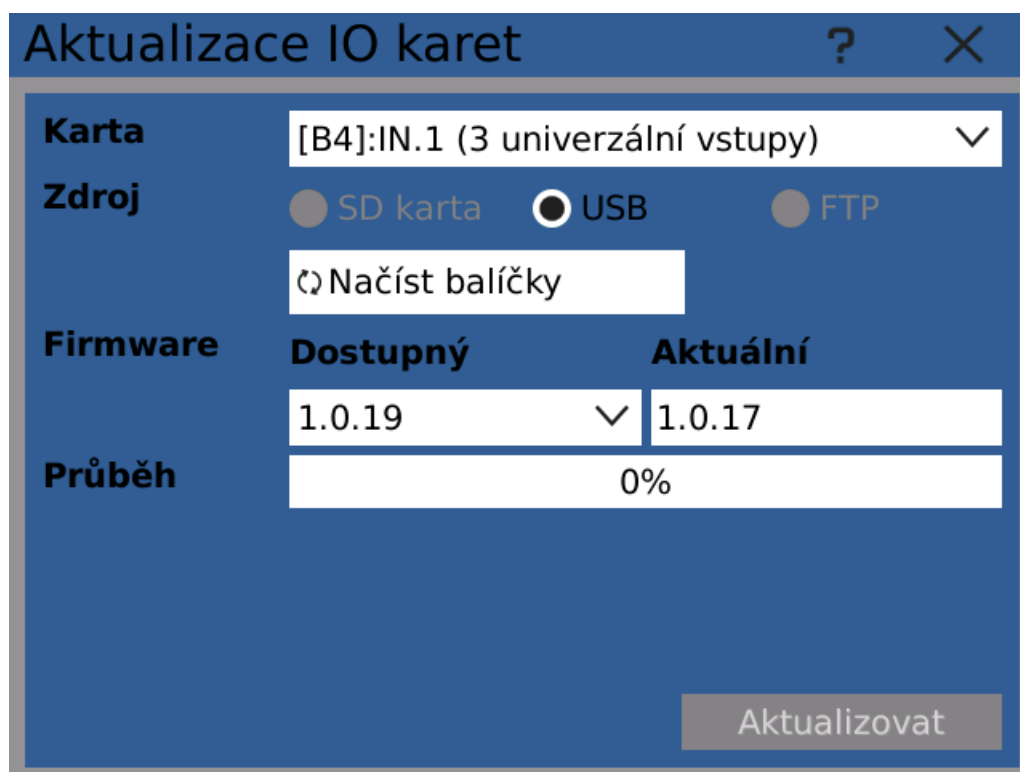 Aktualizace IO karet ?
Karta [B4]:IN.1 (3 univerzální vstupy)
Zdroj SD karta USB FTP
Načíst balíčky
Firmware Dostupný Aktuální
1.0.19 1.0.17
Průběh 0%
Aktualizovat